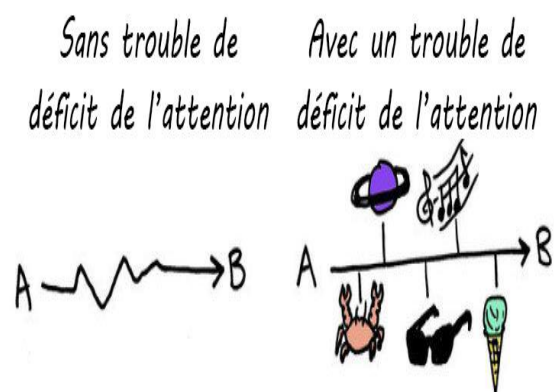 Sans trouble de
déficit de l'attention
Avec un trouble de
déficit de l'attention
A B
A B